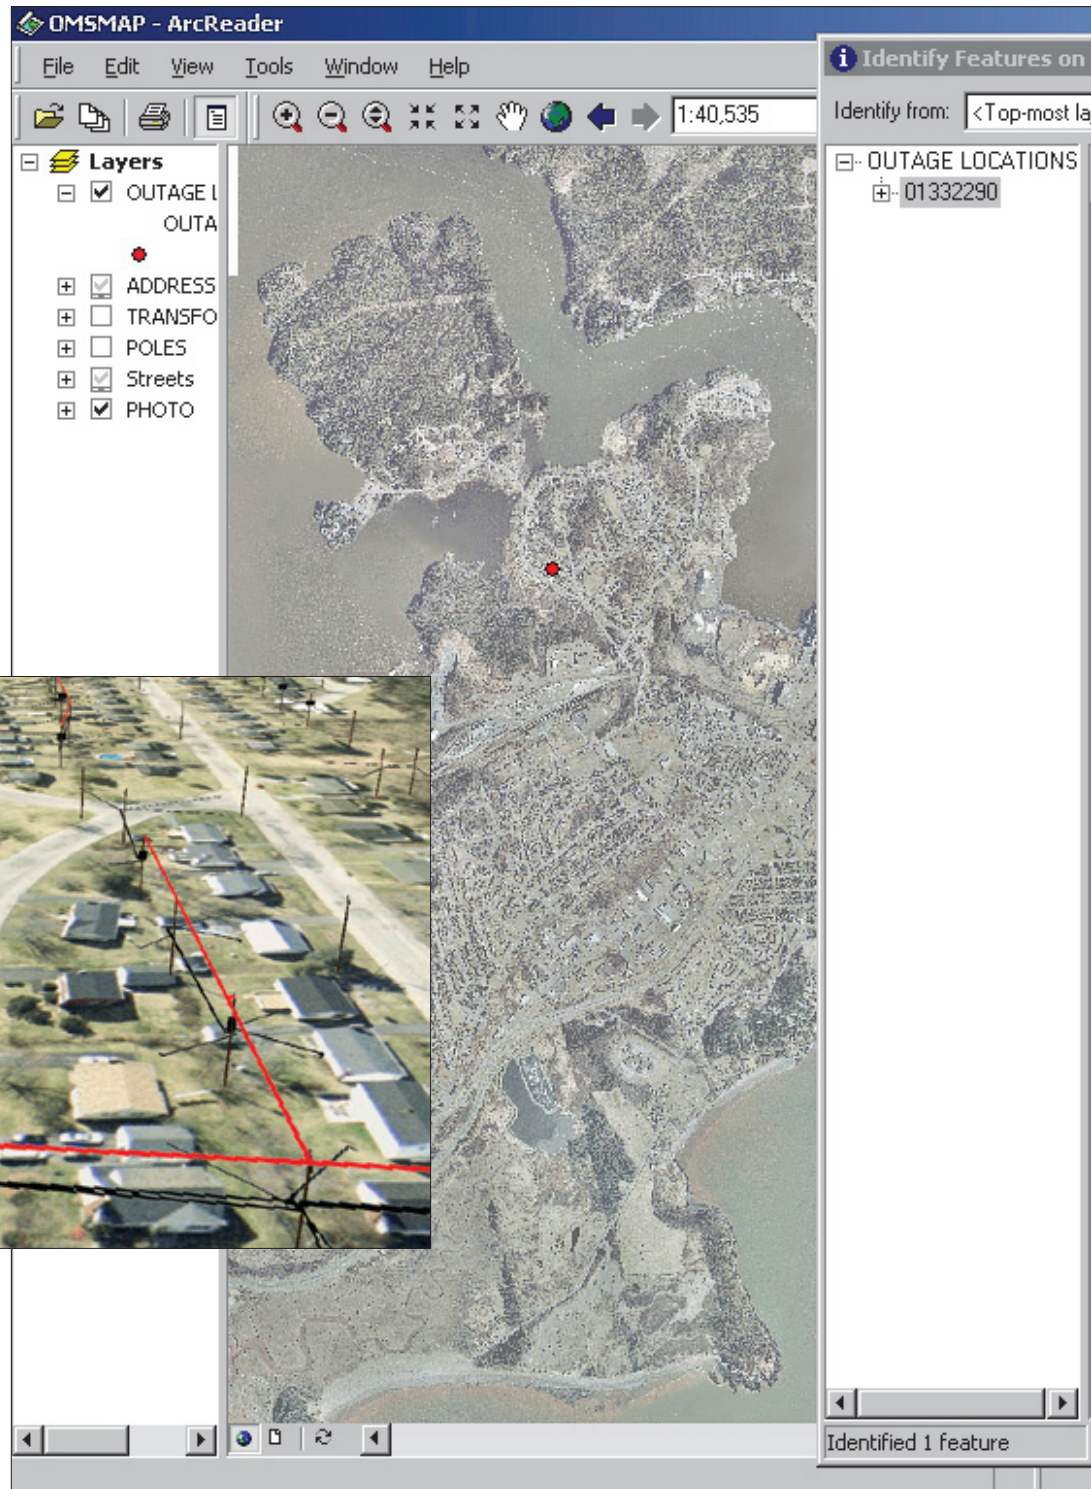 OMSMAP - ArcReader
File Edit View Tools Window Help
1:40,535
Layers
OUTAGE L
OUTA
ADDRESS
TRANSFO
POLES
Streets
PHOTO
Identify Features on
Identify from: <Top-most la
OUTAGE LOCATIONS
01332290
Identified 1 feature